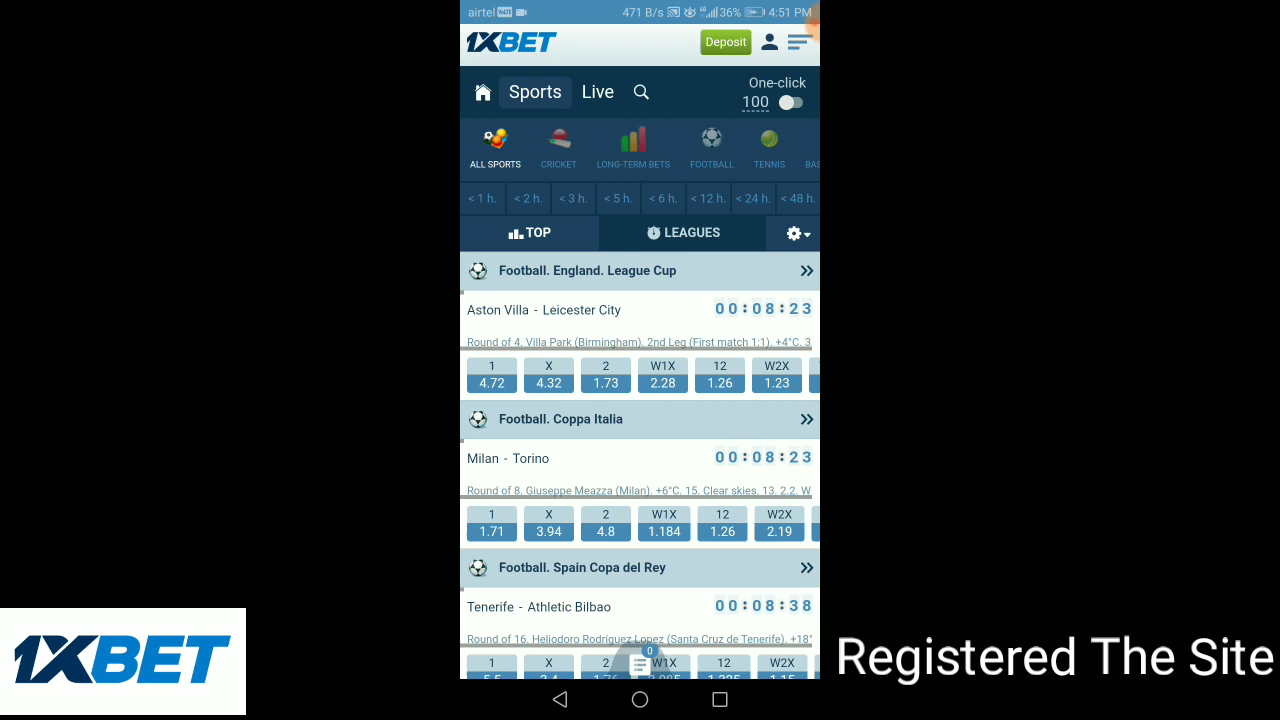 airtel VoLTE 471 B/s 36% 4:51 PM
1XBET Deposit
Sports Live One-click 100
ALL SPORTS CRICKET LONG-TERM BETS FOOTBALL TENNIS BAS
< 1 h. < 2 h. < 3 h. < 5 h. < 6 h. < 12 h. < 24 h. < 48 h.
TOP LEAGUES
Football. England. League Cup
Aston Villa - Leicester City 00:08:23
Round of 4. Villa Park (Birmingham). 2nd Leg (First match 1:1). +4°C. 3
1 X 2 W1X 12 W2X
4.72 4.32 1.73 2.28 1.26 1.23
Football. Coppa Italia
Milan - Torino 00:08:23
Round of 8. Giuseppe Meazza (Milan). +6°C. 15. Clear skies. 13. 2.2. W
1 X 2 W1X 12 W2X
1.71 3.94 4.8 1.184 1.26 2.19
Football. Spain Copa del Rey
Tenerife - Athletic Bilbao 00:08:38
Round of 16. Heliodoro Rodríguez Lopez (Santa Cruz de Tenerife). +18°
0
1 X 2 W1X 12 W2X
1XBET
Registered The Site